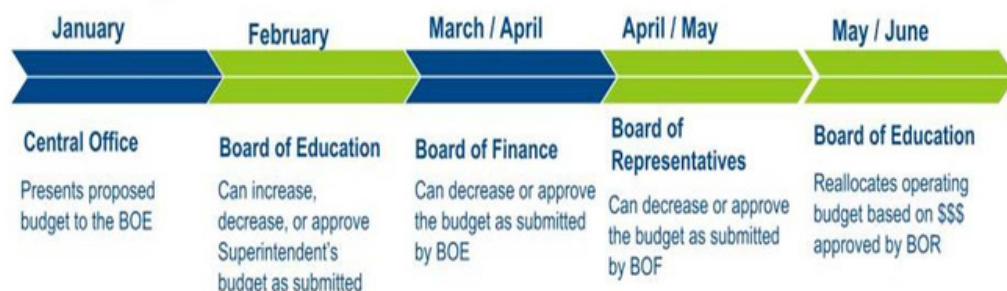 January
February
March / April
April / May
May / June
Central Office
Presents proposed
budget to the BOE
Board of Education
Can increase,
decrease, or approve
Superintendent's
budget as submitted
Board of Finance
Can decrease or approve
the budget as submitted
by BOE
Board of
Representatives
Can decrease or approve
the budget as submitted
by BOF
Board of Education
Reallocates operating
budget based on $$$
approved by BOR